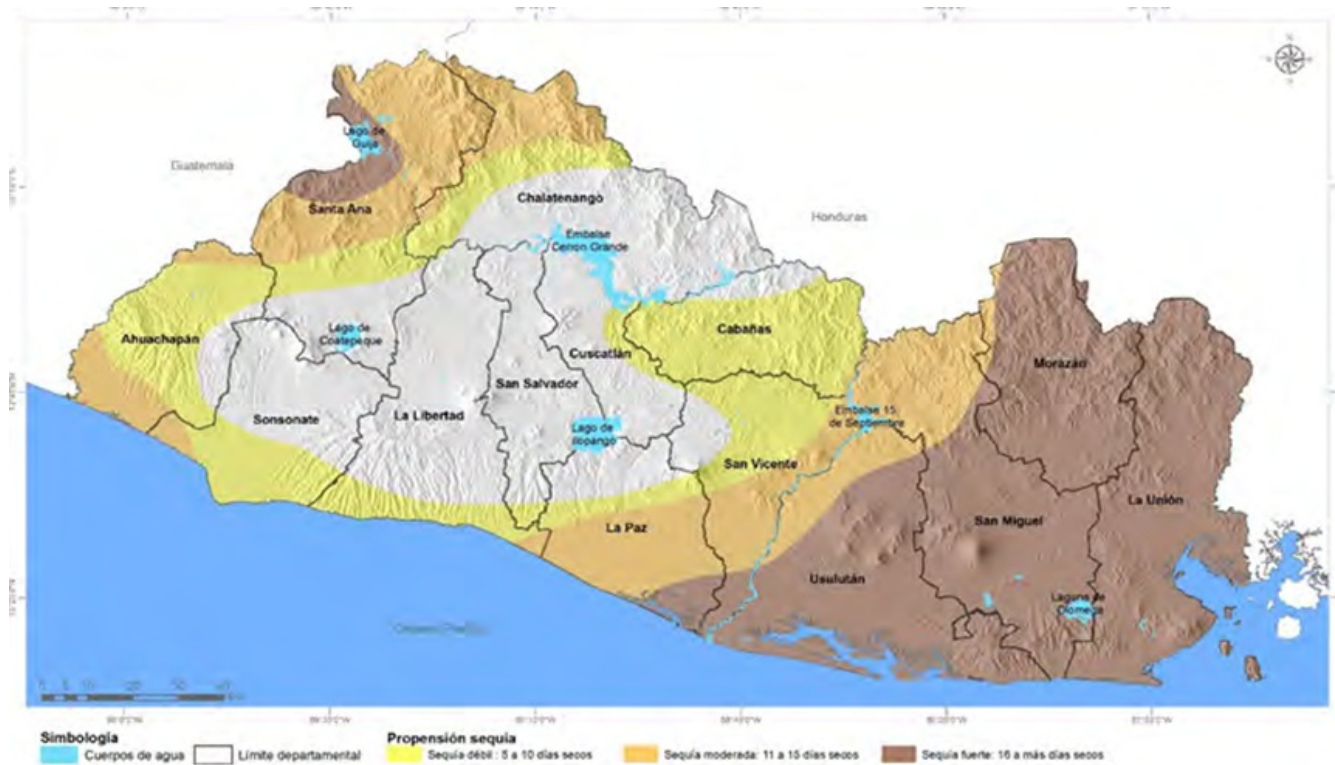 Lago de
Guija
Guatemala
Santa Ana
Chalatenango
Honduras
Embalse
Cerron Grande
Ahuachapán
Lago de
Coatepeque
Cuscatlán
Cabañas
San Salvador
Morazán
Sonsonate
La Libertad
Embalse 15
de Septiembre
Lago de
Ilopango
San Vicente
La Unión
La Paz
San Miguel
Usulután
Laguna de
Olomega
Simbología
Cuerpos de agua
Límite departamental
Propensión sequía
Sequía débil : 5 a 10 días secos
Sequía moderada: 11 a 15 días secos
Sequía fuerte: 16 a más días secos